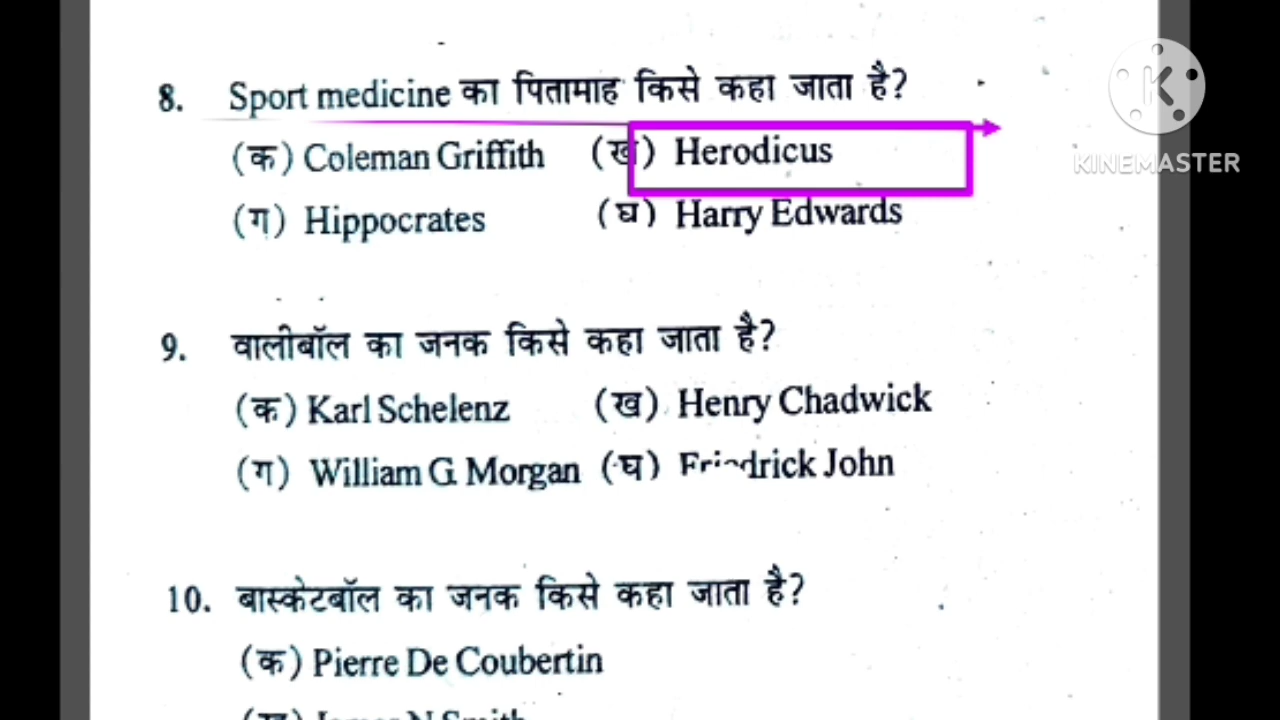 8. Sport medicine का पितामाह किसे कहा जाता है?
(क) Coleman Griffith (ख) Herodicus
(ग) Hippocrates (घ) Harry Edwards
KINEMASTER
9. वालीबॉल का जनक किसे कहा जाता है?
(क) Karl Schelenz (ख) Henry Chadwick
(ग) William G Morgan (घ) John
10. बास्केटबॉल का जनक किसे कहा जाता है?
(क) Pierre De Coubertin